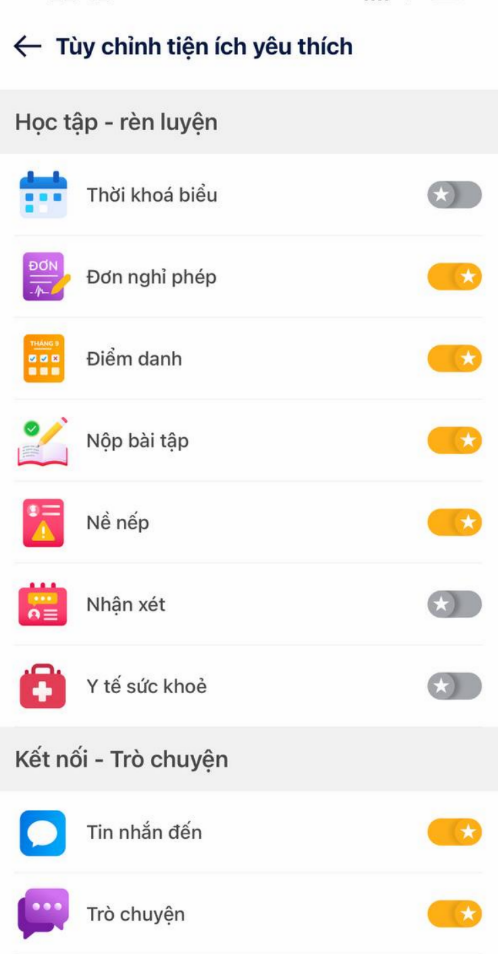 Tùy chỉnh tiện ích yêu thích
Học tập - rèn luyện
Thời khoá biểu
ĐƠN
Đơn nghỉ phép
THÁNG 9
Điểm danh
Nộp bài tập
Nề nếp
Nhận xét
Y tế sức khoẻ
Kết nối - Trò chuyện
Tin nhắn đến
Trò chuyện